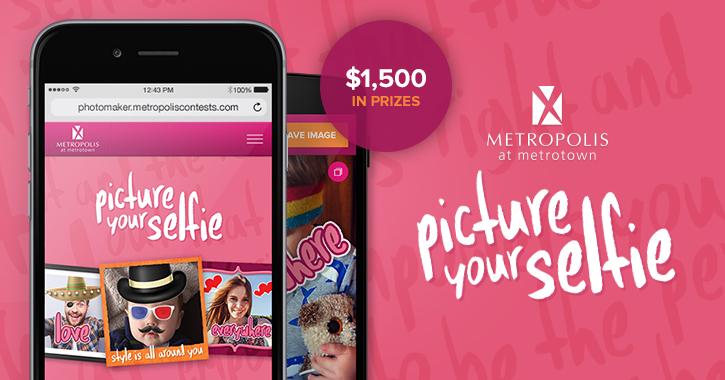 12:43 PM
100%
photomaker.metropoliscontests.com
METROPOLIS
at metrotown
picture
your selfie
love
style is all around you
everywhere
$1,500
IN PRIZES
AVE IMAGE
here
METROPOLIS
at metrotown
picture
your selfie